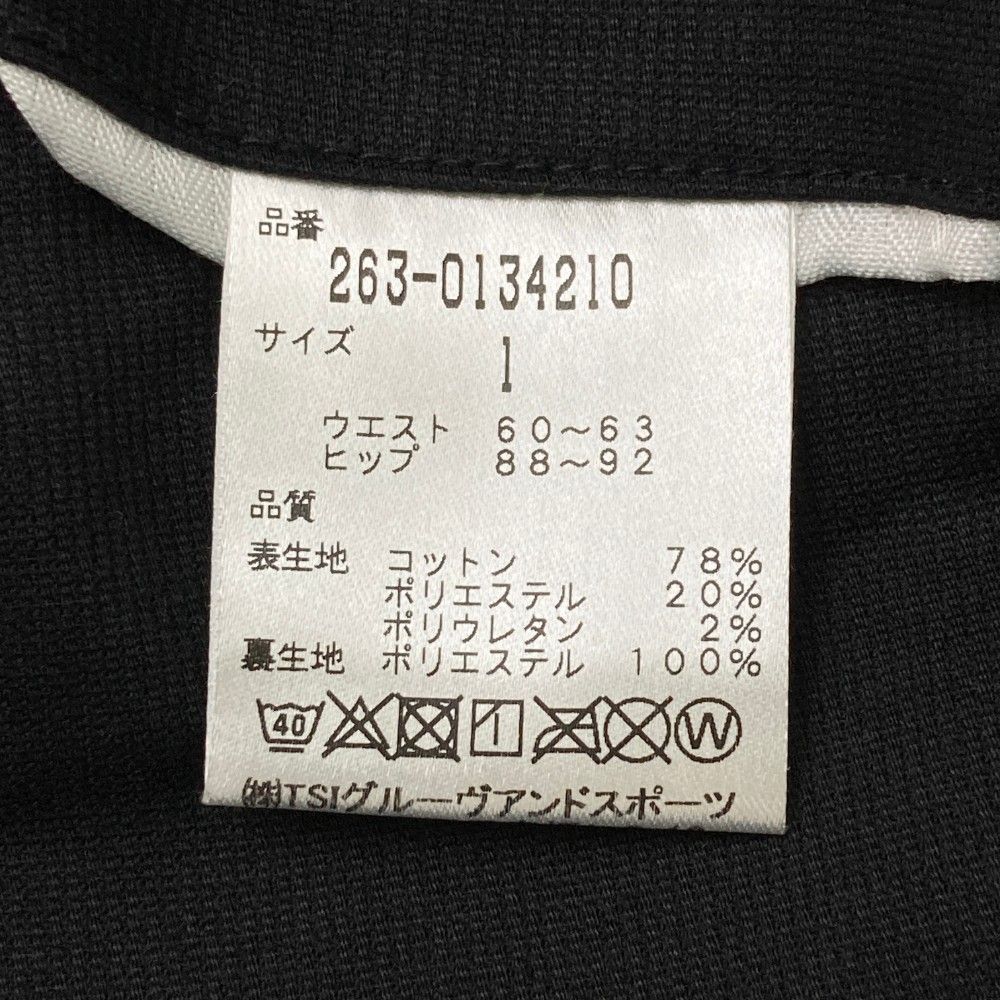 品番
263-0134210
サイズ
1
ウエスト 60～63
ヒップ 88～92
品質
表生地 コットン 78%
ポリエステル 20%
ポリウレタン 2%
裏生地 ポリエステル 100%
40 W
㈱TSIグルーヴアンドスポーツ